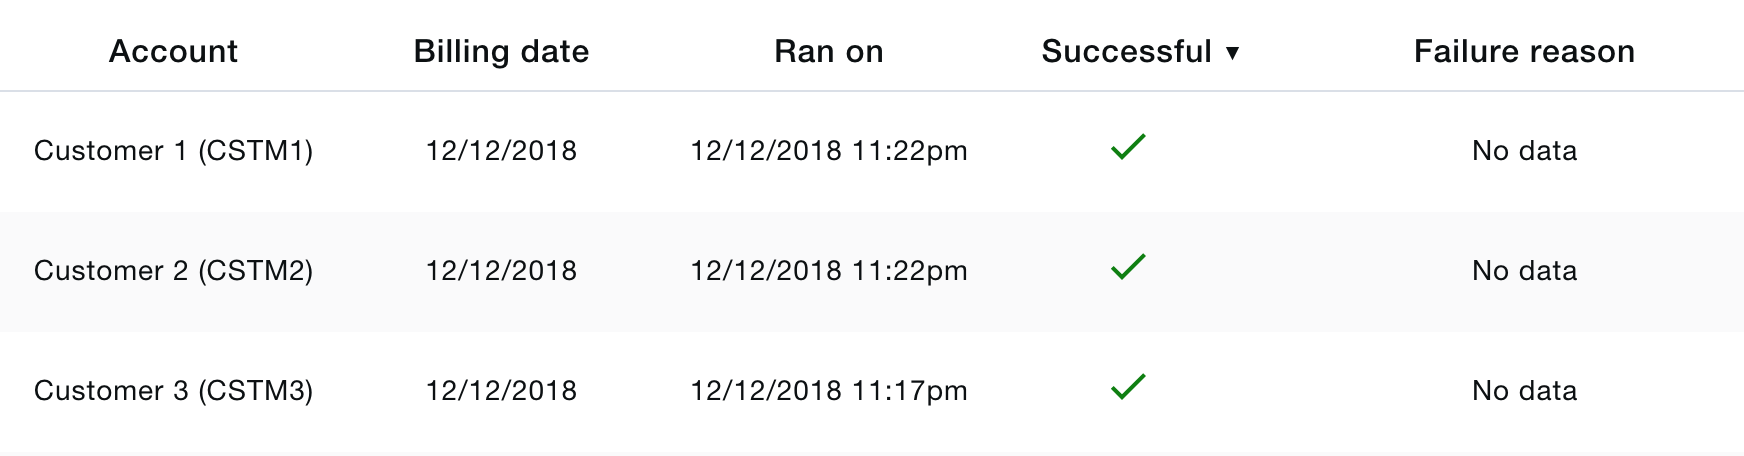 Account Billing date Ran on Successful ▼ Failure reason
Customer 1 (CSTM1) 12/12/2018 12/12/2018 11:22pm ✓ No data
Customer 2 (CSTM2) 12/12/2018 12/12/2018 11:22pm ✓ No data
Customer 3 (CSTM3) 12/12/2018 12/12/2018 11:17pm ✓ No data